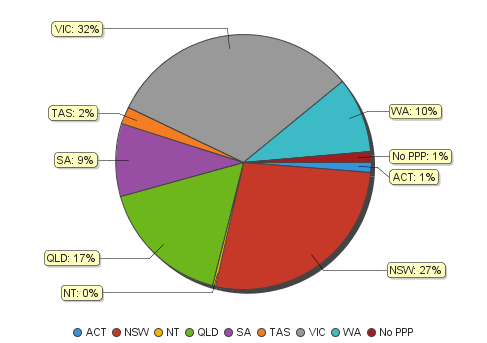 VIC: 32%
TAS: 2%
WA: 10%
SA: 9%
No PPP: 1%
ACT: 1%
QLD: 17%
NSW: 27%
NT: 0%
ACT NSW NT QLD SA TAS VIC WA No PPP